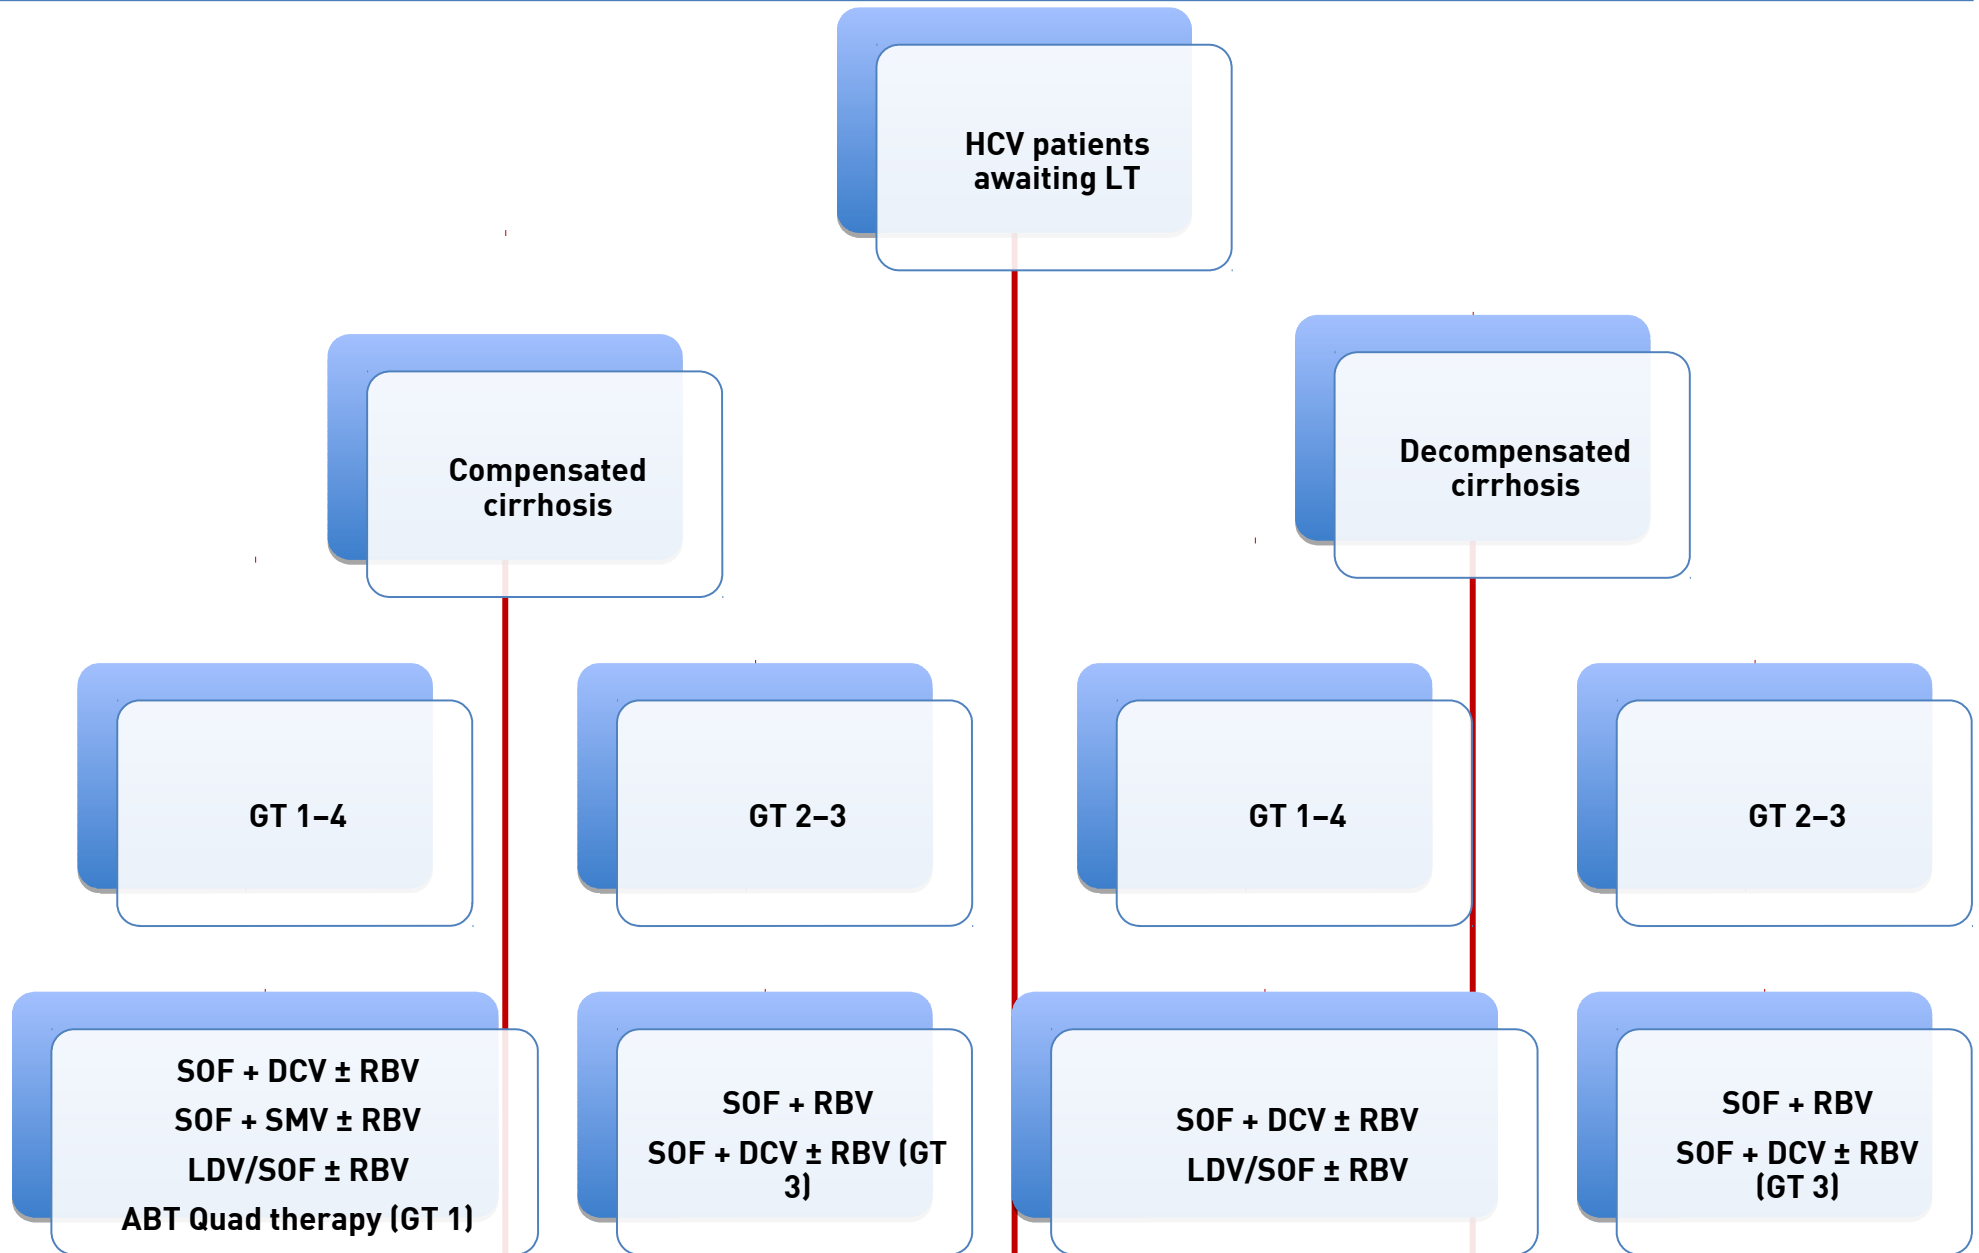 HCV patients
awaiting LT
Compensated
cirrhosis
Decompensated
cirrhosis
GT 1–4
GT 2–3
GT 1–4
GT 2–3
SOF + DCV ± RBV
SOF + SMV ± RBV
LDV/SOF ± RBV
ABT Quad therapy (GT 1)
SOF + RBV
SOF + DCV ± RBV (GT
3)
SOF + DCV ± RBV
LDV/SOF ± RBV
SOF + RBV
SOF + DCV ± RBV
(GT 3)